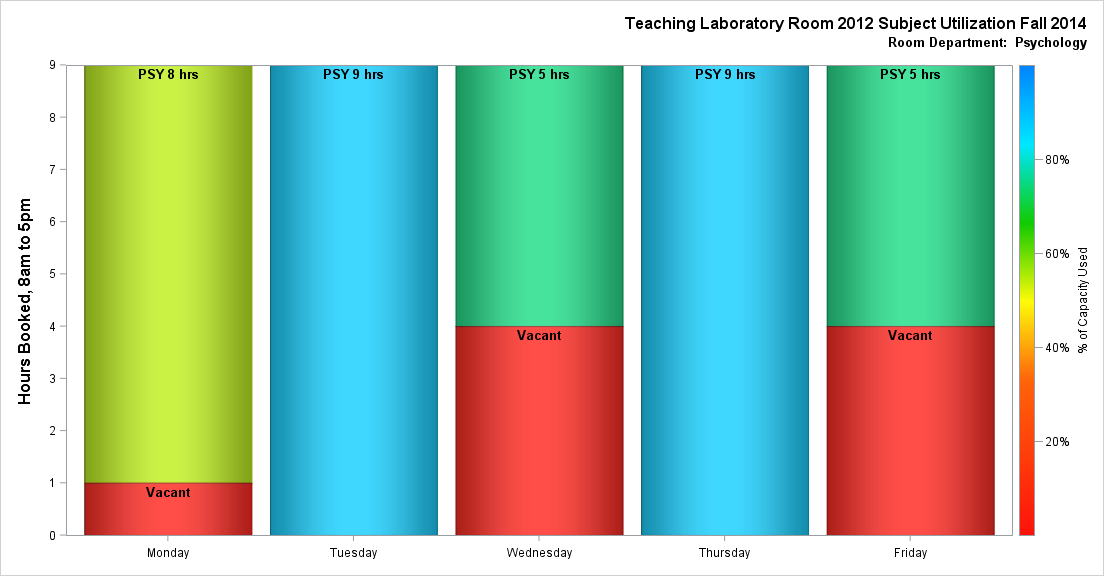 Teaching Laboratory Room 2012 Subject Utilization Fall 2014
Room Department:  Psychology
PSY 8 hrs
PSY 9 hrs
PSY 5 hrs
PSY 9 hrs
PSY 5 hrs
Vacant
Vacant
Vacant
Hours Booked, 8am to 5pm
9
8
7
6
5
4
3
2
1
0
Monday
Tuesday
Wednesday
Thursday
Friday
80%
60%
40%
20%
% of Capacity Used